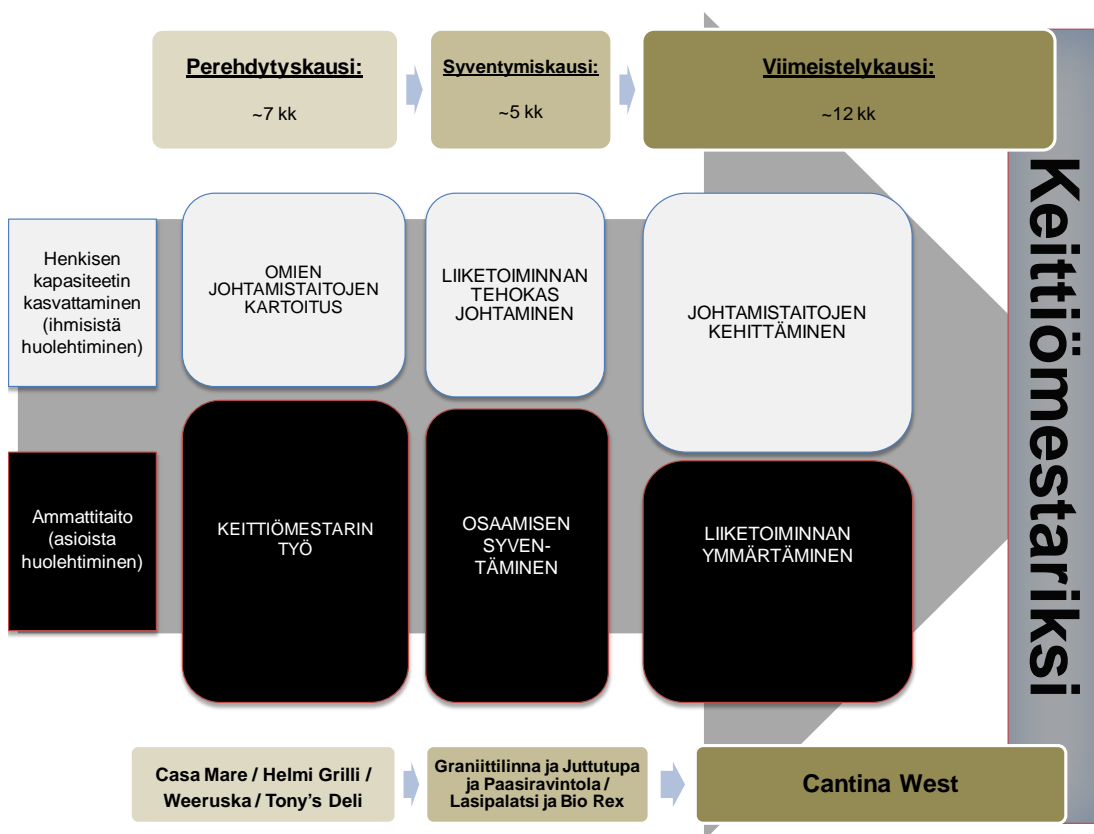 Perehdytyskausi:
~7 kk
Syventymiskausi:
~5 kk
Viimeistelykausi:
~12 kk
Henkisen
kapasiteetin
kasvattaminen
(ihmisistä
huolehtiminen)
OMIEN
JOHTAMISTAITOJEN
KARTOITUS
LIIKETOIMINNAN
TEHOKAS
JOHTAMINEN
JOHTAMISTAITOJEN
KEHITTÄMINEN
Ammattitaito
(asioista
huolehtiminen)
KEITTIÖMESTARIN
TYÖ
OSAAMISEN
SYVEN-
TÄMINEN
LIIKETOIMINNAN
YMMÄRTÄMINEN
Keittiömestariksi
Casa Mare / Helmi Grilli /
Weeruska / Tony's Deli
Graniittilinna ja Juttutupa
ja Paasiravintola /
Lasipalatsi ja Bio Rex
Cantina West